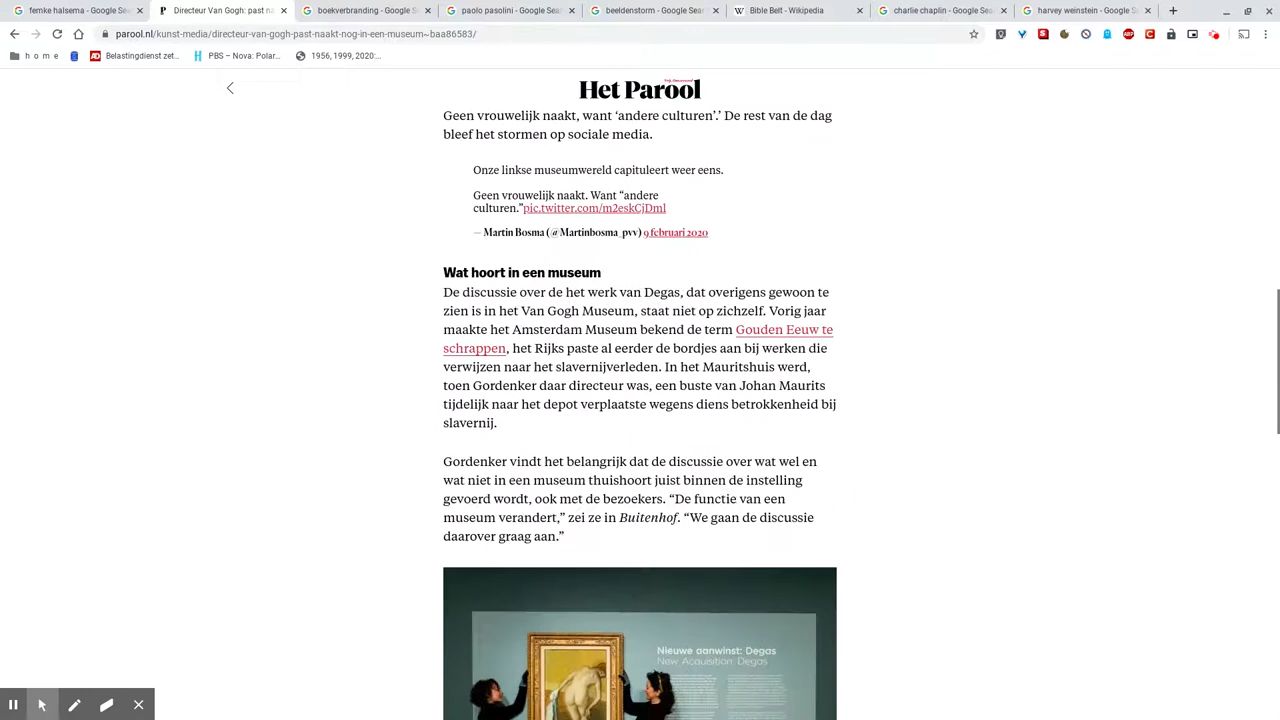 femke halsema - Google Sea
Directeur Van Gogh: past na
boekverbranding - Google S
paolo pasolini - Google Sear
beeldenstorm - Google Sear
Bible Belt - Wikipedia
charlie chaplin - Google Sea
harvey weinstein - Google S
parool.nl/kunst-media/directeur-van-gogh-past-naakt-nog-in-een-museum~baa86583/
h o m e
Belastingdienst zet...
PBS – Nova: Polar...
1956, 1999, 2020:...
Het Parool
Geen vrouwelijk naakt, want ‘andere culturen’.’ De rest van de dag
bleef het stormen op sociale media.
Onze linkse museumwereld capituleert weer eens.
Geen vrouwelijk naakt. Want “andere
culturen.”pic.twitter.com/m2eskCjDml
— Martin Bosma (@Martinbosma_pvv) 9 februari 2020
Wat hoort in een museum
De discussie over de het werk van Degas, dat overigens gewoon te
zien is in het Van Gogh Museum, staat niet op zichzelf. Vorig jaar
maakte het Amsterdam Museum bekend de term Gouden Eeuw te
schrappen, het Rijks paste al eerder de bordjes aan bij werken die
verwijzen naar het slavernijverleden. In het Mauritshuis werd,
toen Gordenker daar directeur was, een buste van Johan Maurits
tijdelijk naar het depot verplaatste wegens diens betrokkenheid bij
slavernij.
Gordenker vindt het belangrijk dat de discussie over wat wel en
wat niet in een museum thuishoort juist binnen de instelling
gevoerd wordt, ook met de bezoekers. “De functie van een
museum verandert,” zei ze in Buitenhof. “We gaan de discussie
daarover graag aan.”
Nieuwe aanwinst: Degas
New Acquisition: Degas